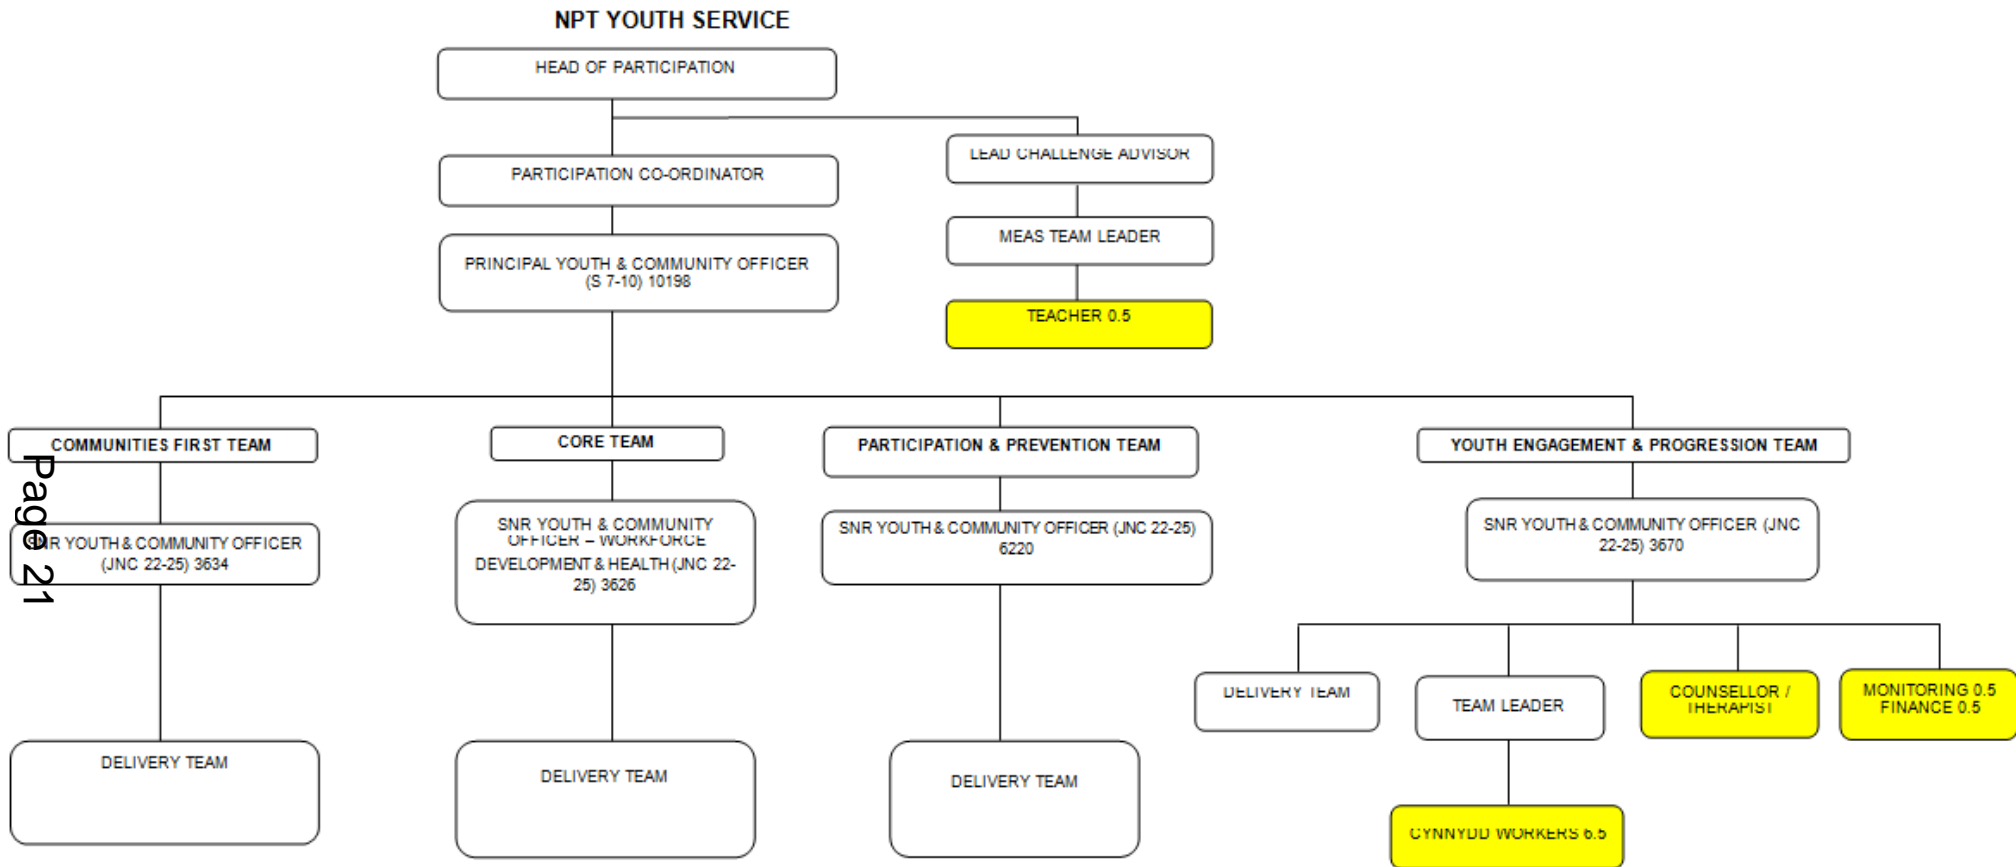 NPT YOUTH SERVICE
HEAD OF PARTICIPATION
PARTICIPATION CO-ORDINATOR
LEAD CHALLENGE ADVISOR
MEAS TEAM LEADER
PRINCIPAL YOUTH & COMMUNITY OFFICER
(S 7-10) 10198
TEACHER 0.5
COMMUNITIES FIRST TEAM
CORE TEAM
PARTICIPATION & PREVENTION TEAM
YOUTH ENGAGEMENT & PROGRESSION TEAM
Page 21
SNR YOUTH & COMMUNITY OFFICER
(JNC 22-25) 3634
SNR YOUTH & COMMUNITY
OFFICER – WORKFORCE
DEVELOPMENT & HEALTH (JNC 22-
25) 3626
SNR YOUTH & COMMUNITY OFFICER (JNC 22-25)
6220
SNR YOUTH & COMMUNITY OFFICER (JNC
22-25) 3670
DELIVERY TEAM
TEAM LEADER
COUNSELLOR /
THERAPIST
MONITORING 0.5
FINANCE 0.5
DELIVERY TEAM
DELIVERY TEAM
DELIVERY TEAM
CYNNYDD WORKERS 6.5